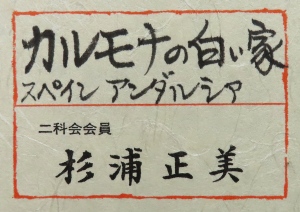 カルモナの白い家
スペイン アンダルシア
二科会会員
杉浦正美